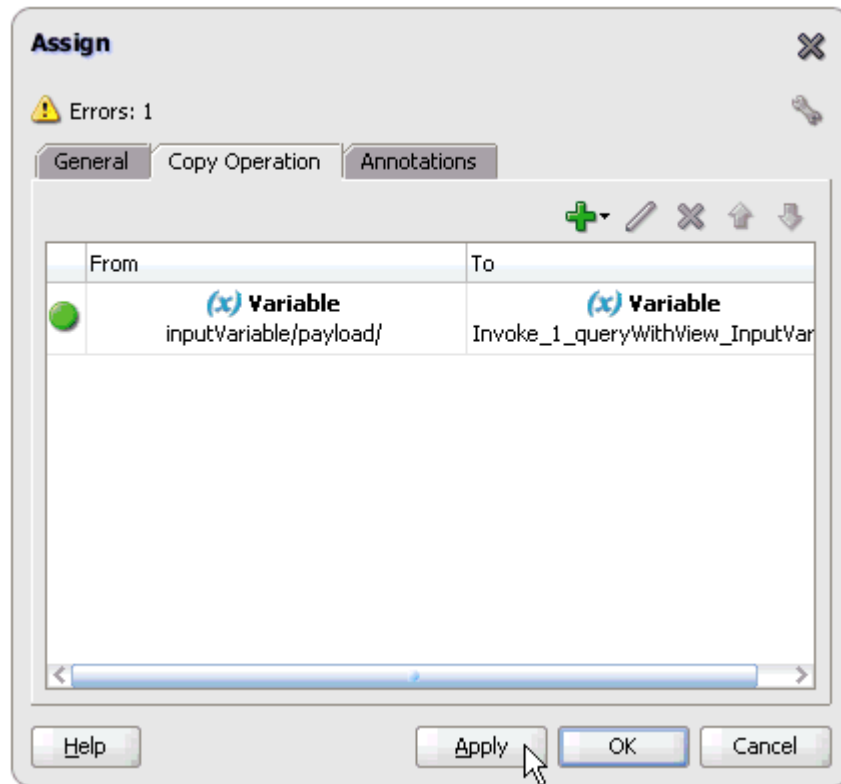 Assign
Errors: 1
General Copy Operation Annotations
From To
(x) Variable (x) Variable
inputVariable/payload/ Invoke_1_queryWithView_InputVar
Help Apply OK Cancel